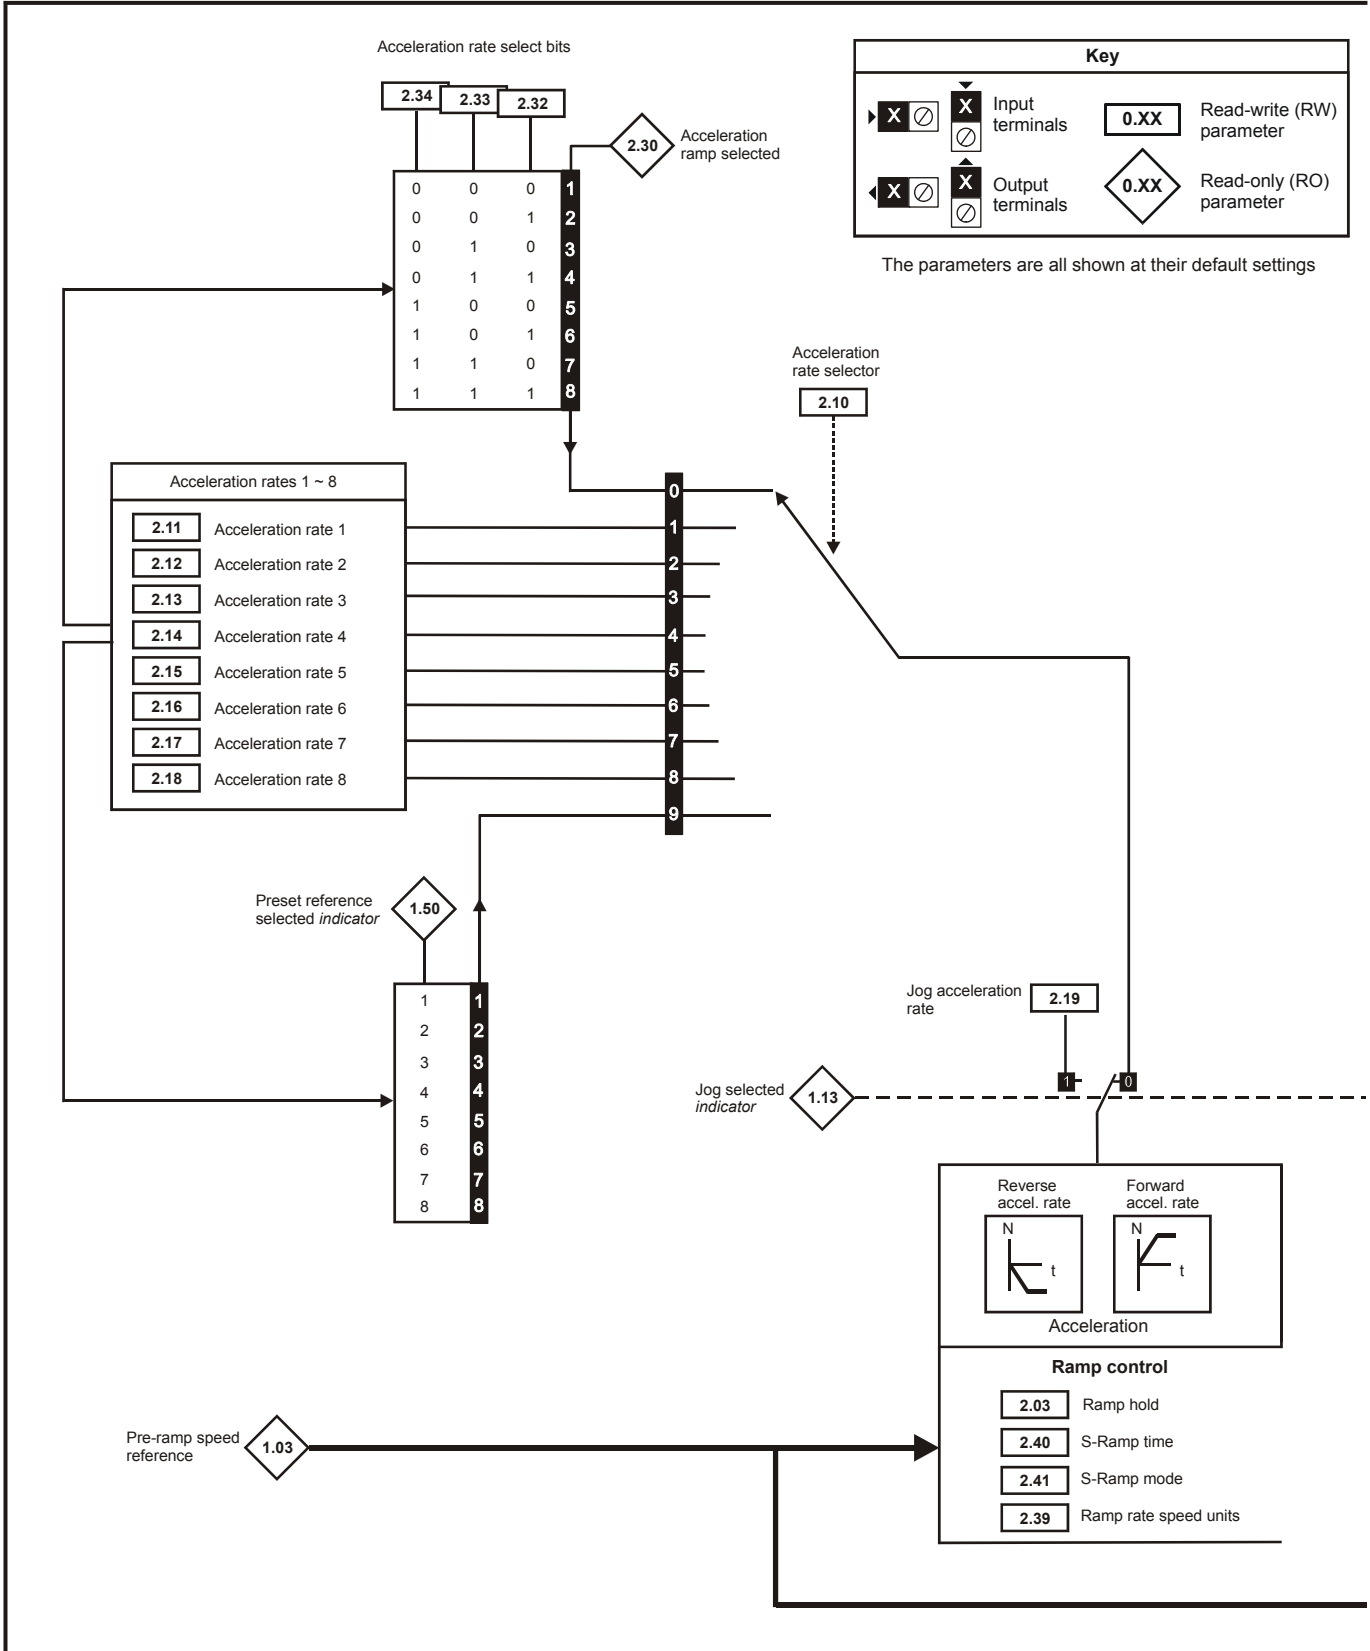 Acceleration rate select bits
2.34 2.33 2.32
2.30
Acceleration
ramp selected
0 0 0 1
0 0 1 2
0 1 0 3
0 1 1 4
1 0 0 5
1 0 1 6
1 1 0 7
1 1 1 8
Key
X
X
Input
terminals
0.XX
Read-write (RW)
parameter
X
X
Output
terminals
0.XX
Read-only (RO)
parameter
The parameters are all shown at their default settings
Acceleration
rate selector
2.10
Acceleration rates 1 ~ 8
2.11 Acceleration rate 1
2.12 Acceleration rate 2
2.13 Acceleration rate 3
2.14 Acceleration rate 4
2.15 Acceleration rate 5
2.16 Acceleration rate 6
2.17 Acceleration rate 7
2.18 Acceleration rate 8
0
1
2
3
4
5
6
7
8
9
Preset reference
selected indicator
1.50
1 1
2 2
3 3
4 4
5 5
6 6
7 7
8 8
Jog acceleration
rate
2.19
1 0
Jog selected
indicator
1.13
Reverse
accel. rate
N
t
Forward
accel. rate
N
t
Acceleration
Ramp control
2.03 Ramp hold
2.40 S-Ramp time
2.41 S-Ramp mode
2.39 Ramp rate speed units
Pre-ramp speed
reference
1.03